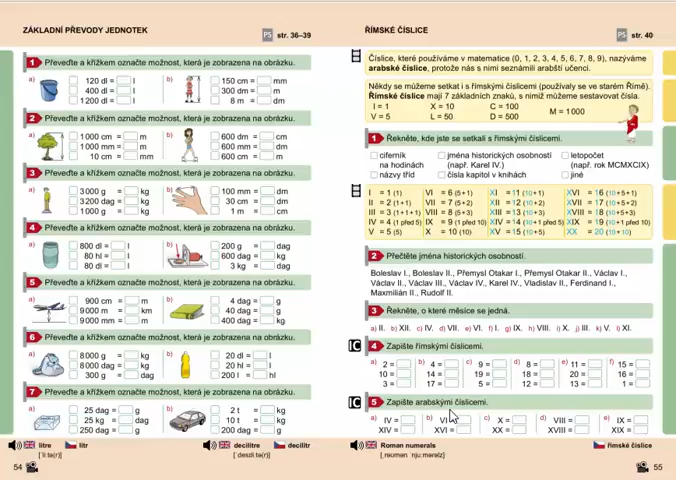 ZÁKLADNÍ PŘEVODY JEDNOTEK
PS str. 36–39
1 Převeďte a křížkem označte možnost, která je zobrazena na obrázku.
a) 120 dl = l
400 dl = l
1 200 dl = l
b) 150 cm = mm
300 dm = m
8 m = dm
2 Převeďte a křížkem označte možnost, která je zobrazena na obrázku.
a) 1 000 cm = m
1 000 mm = m
10 cm = mm
b) 600 dm = cm
600 mm = dm
600 cm = m
3 Převeďte a křížkem označte možnost, která je zobrazena na obrázku.
a) 3 000 g = kg
3 200 dag = kg
1 000 g = kg
b) 100 mm = dm
30 cm = dm
1 m = cm
4 Převeďte a křížkem označte možnost, která je zobrazena na obrázku.
a) 800 dl = l
80 hl = l
80 dl = l
b) 200 g = dag
600 dag = kg
3 kg = dag
5 Převeďte a křížkem označte možnost, která je zobrazena na obrázku.
a) 900 cm = m
9 000 m = km
9 000 mm = m
b) 4 dag = g
40 dag = g
400 dag = kg
6 Převeďte a křížkem označte možnost, která je zobrazena na obrázku.
a) 8 000 g = kg
8 000 dag = kg
300 g = dag
b) 20 dl = l
20 hl = l
200 l = hl
7 Převeďte a křížkem označte možnost, která je zobrazena na obrázku.
a) 25 dag = g
25 kg = dag
250 dag = g
b) 2 t = kg
10 t = kg
200 dag = g
litre litr
[ˈliːtə(r)]
decilitre decilitr
[ˈdesɪliːtə(r)]
54
ŘÍMSKÉ ČÍSLICE
PS str. 40
Číslice, které používáme v matematice (0, 1, 2, 3, 4, 5, 6, 7, 8, 9), nazýváme
arabské číslice, protože nás s nimi seznámili arabští učenci.
Někdy se můžeme setkat i s římskými číslicemi (používaly se ve starém Římě).
Římské číslice mají 7 základních znaků, s nimiž můžeme sestavovat čísla.
I = 1 X = 10 C = 100 M = 1 000
V = 5 L = 50 D = 500
1 Řekněte, kde jste se setkali s římskými číslicemi.
ciferník na hodinách
názvy tříd
jména historických osobností (např. Karel IV.)
čísla kapitol v knihách
letopočet (např. rok MCMXCIX)
jiné
I = 1 (1) VI = 6 (5+1) XI = 11 (10+1) XVI = 16 (10+5+1)
II = 2 (1+1) VII = 7 (5+2) XII = 12 (10+2) XVII = 17 (10+5+2)
III = 3 (1+1+1) VIII = 8 (5+3) XIII = 13 (10+3) XVIII = 18 (10+5+3)
IV = 4 (1 před 5) IX = 9 (1 před 10) XIV = 14 (10+1 před 5) XIX = 19 (10+1 před 10)
V = 5 (5) X = 10 (10) XV = 15 (10+5) XX = 20 (10+10)
2 Přečtěte jména historických osobností.
Boleslav I., Boleslav II., Přemysl Otakar I., Přemysl Otakar II., Václav I.,
Václav II., Václav III., Václav IV., Karel IV., Vladislav II., Ferdinand I.,
Maxmilián II., Rudolf II.
3 Řekněte, o které měsíce se jedná.
a) II. b) XII. c) IV. d) VII. e) VI. f) I. g) IX. h) VIII. i) X. j) III. k) V. l) XI.
4 Zapište římskými číslicemi.
a) 2 = b) 4 = c) 9 = d) 8 = e) 11 = f) 15 =
10 = 14 = 19 = 18 = 20 = 16 =
3 = 17 = 5 = 12 = 13 = 1 =
5 Zapište arabskými číslicemi.
a) IV = b) VI = c) X = d) VIII = e) IX =
XIV = XVI = XX = XVIII = XIX =
Roman numerals římské číslice
55